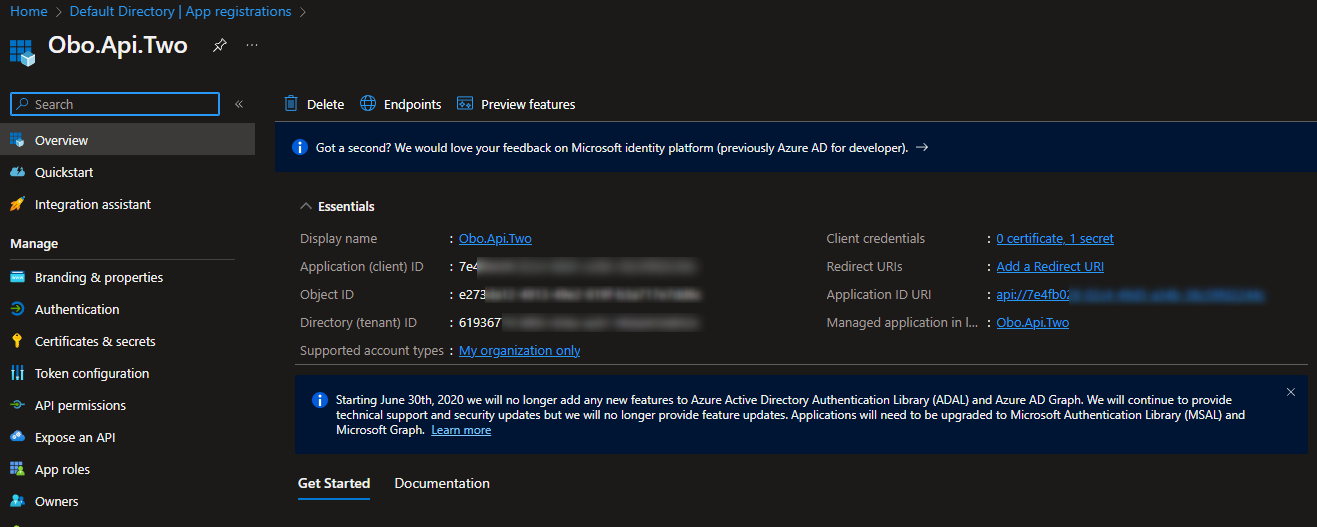 Home > Default Directory | App registrations >
Obo.Api.Two
Search
«
Overview
Quickstart
Integration assistant
Manage
Branding & properties
Authentication
Certificates & secrets
Token configuration
API permissions
Expose an API
App roles
Owners
Delete Endpoints Preview features
Got a second? We would love your feedback on Microsoft identity platform (previously Azure AD for developer). →
Essentials
Display name : Obo.Api.Two
Application (client) ID : 7e4
Object ID : e273
Directory (tenant) ID : 619367
Supported account types : My organization only
Client credentials : 0 certificate, 1 secret
Redirect URIs : Add a Redirect URI
Application ID URI : api://7e4fb02
Managed application in l... : Obo.Api.Two
Starting June 30th, 2020 we will no longer add any new features to Azure Active Directory Authentication Library (ADAL) and Azure AD Graph. We will continue to provide
technical support and security updates but we will no longer provide feature updates. Applications will need to be upgraded to Microsoft Authentication Library (MSAL) and
Microsoft Graph. Learn more
Get Started Documentation